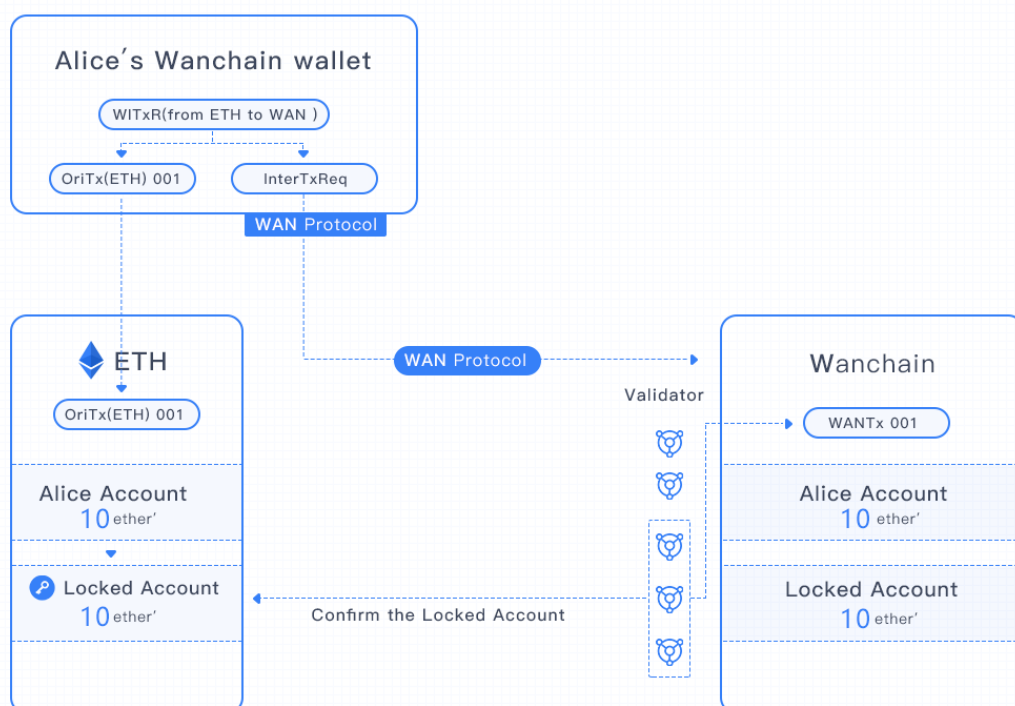 Alice's Wanchain wallet
WITxR(from ETH to WAN )
OriTx(ETH) 001
InterTxReq
WAN Protocol
ETH
OriTx(ETH) 001
Alice Account
10 ether'
Locked Account
10 ether'
WAN Protocol
Validator
Confirm the Locked Account
Wanchain
WANTx 001
Alice Account
10 ether'
Locked Account
10 ether'